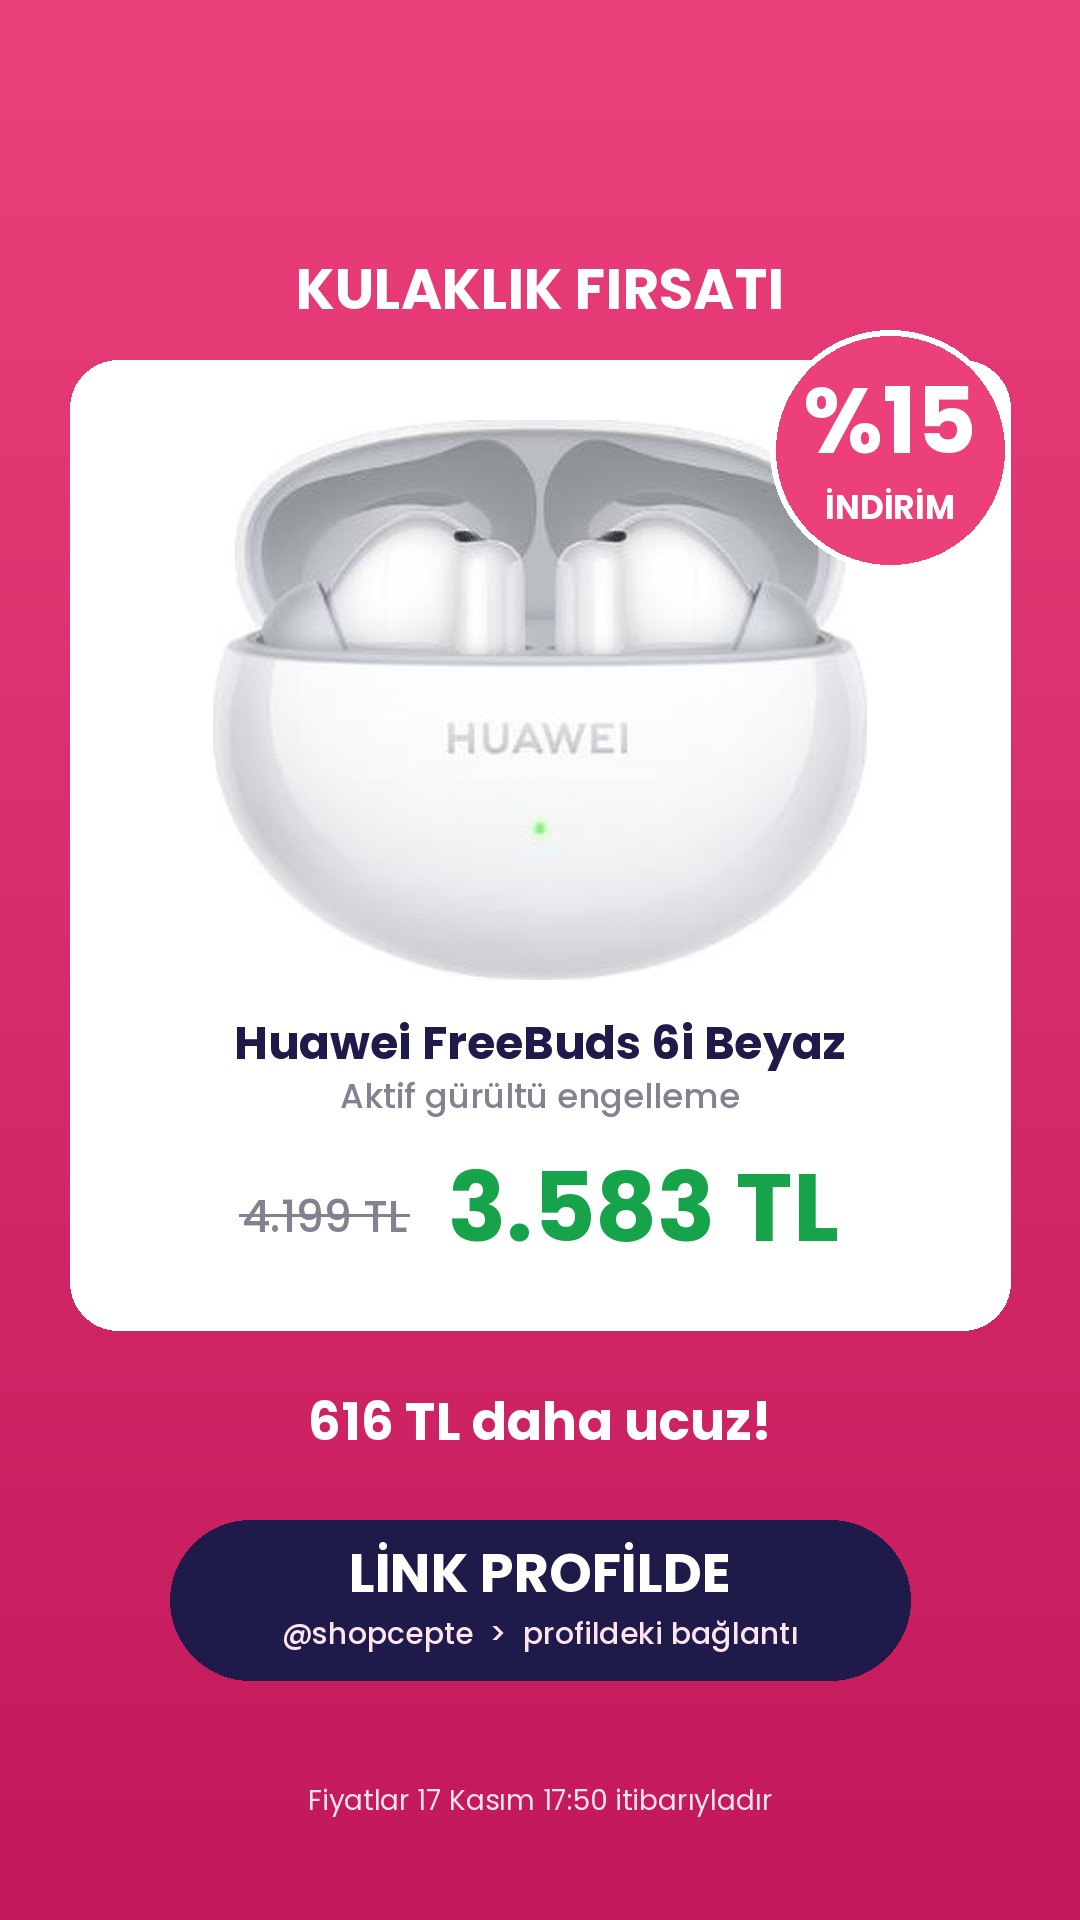 KULAKLIK FIRSATI
%15
İNDİRİM
HUAWEI
Huawei FreeBuds 6i Beyaz
Aktif gürültü engelleme
4.199 TL 3.583 TL
616 TL daha ucuz!
LİNK PROFİLDE
@shopcepte > profildeki bağlantı
Fiyatlar 17 Kasım 17:50 itibarıyladır